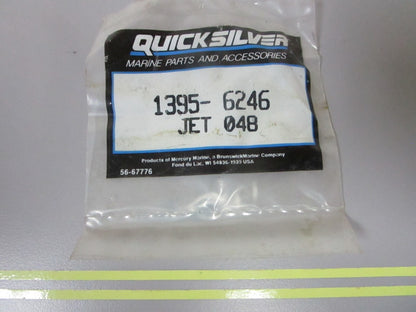 QUICKSILVER
MARINE PARTS AND ACCESSORIES
1395- 6246
JET 048
Products of Mercury Marine, a Brunswick Marine Company
Fond du Lac, WI 54936-1939 USA
56-67776